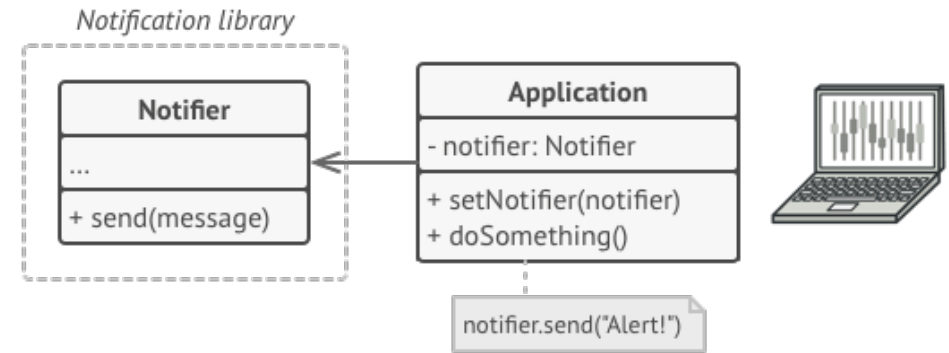 Notification library
Notifier
...
+ send(message)
Application
- notifier: Notifier
+ setNotifier(notifier)
+ doSomething()
notifier.send("Alert!")